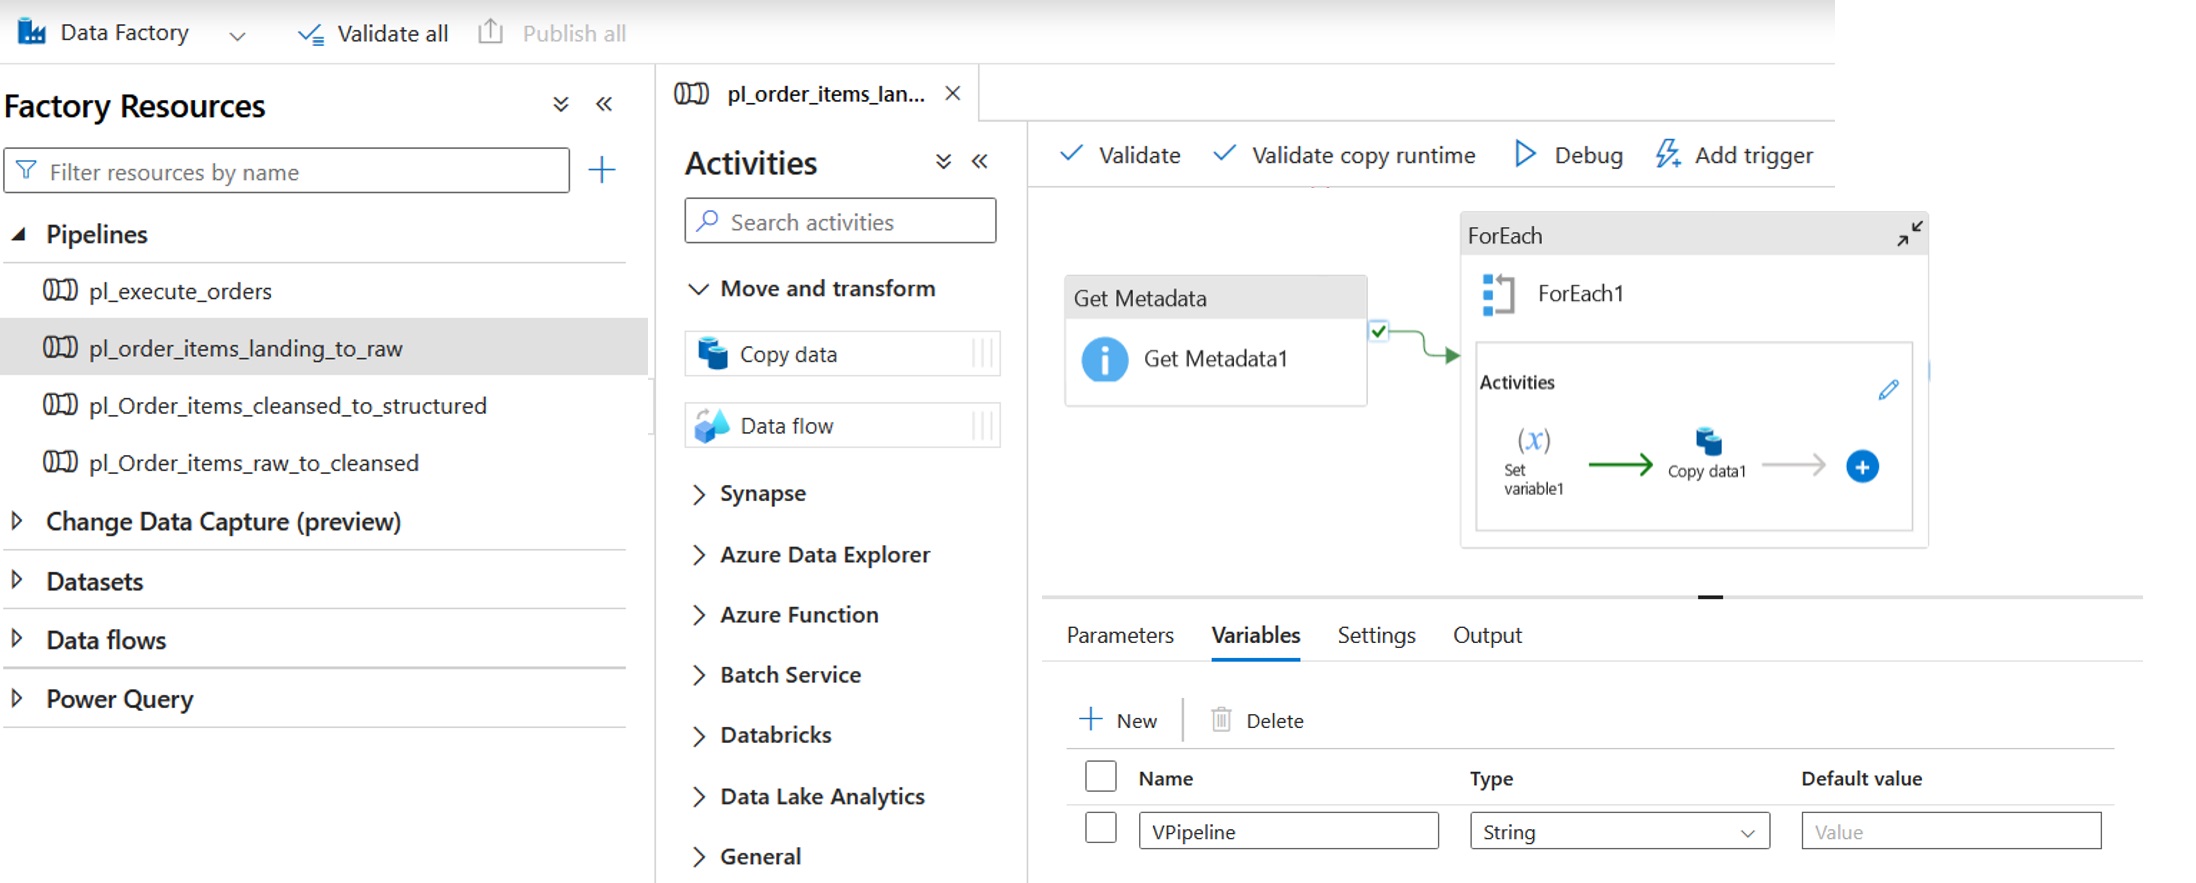 Data Factory
Validate all
Publish all
Factory Resources
Filter resources by name
Pipelines
pl_execute_orders
pl_order_items_landing_to_raw
pl_Order_items_cleansed_to_structured
pl_Order_items_raw_to_cleansed
Change Data Capture (preview)
Datasets
Data flows
Power Query
pl_order_items_lan...
Activities
Search activities
Move and transform
Copy data
Data flow
Synapse
Azure Data Explorer
Azure Function
Batch Service
Databricks
Data Lake Analytics
General
Validate
Validate copy runtime
Debug
Add trigger
Get Metadata
Get Metadata1
ForEach
ForEach1
Activities
(x)
Set
variable1
Copy data1
Parameters
Variables
Settings
Output
New
Delete
Name
Type
Default value
VPipeline
String
Value